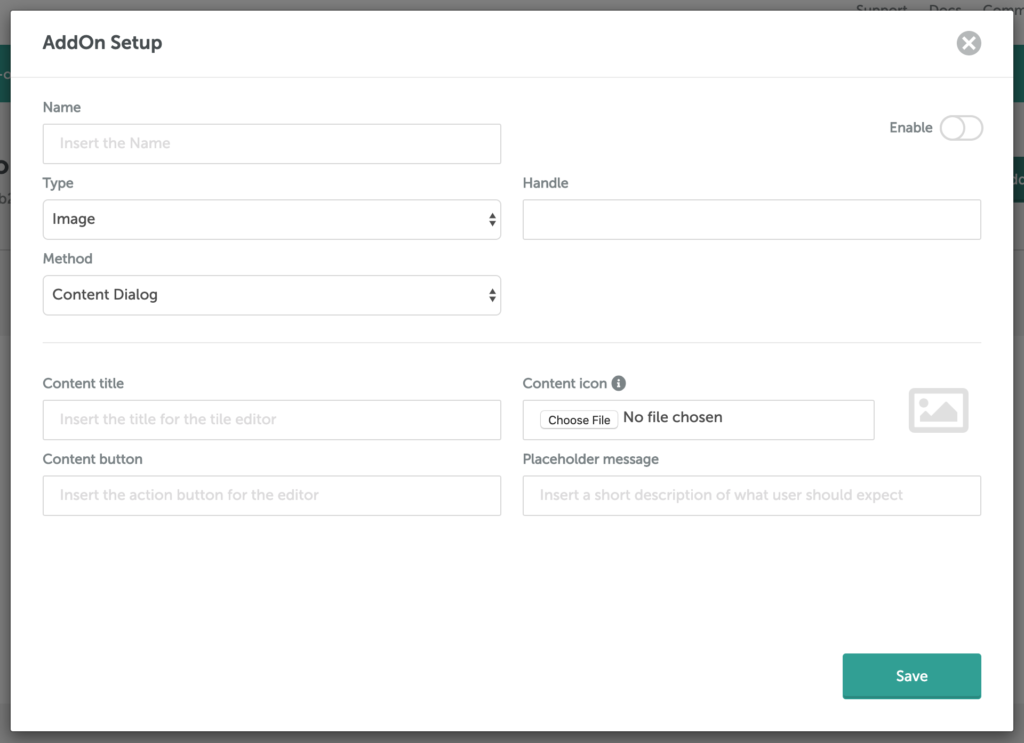 Support Docs
AddOn Setup
Name
Enable
Insert the Name
Type
Handle
Image
Method
Content Dialog
Content title
Content icon
Insert the title for the tile editor
Choose File No file chosen
Content button
Placeholder message
Insert the action button for the editor
Insert a short description of what user should expect
Save